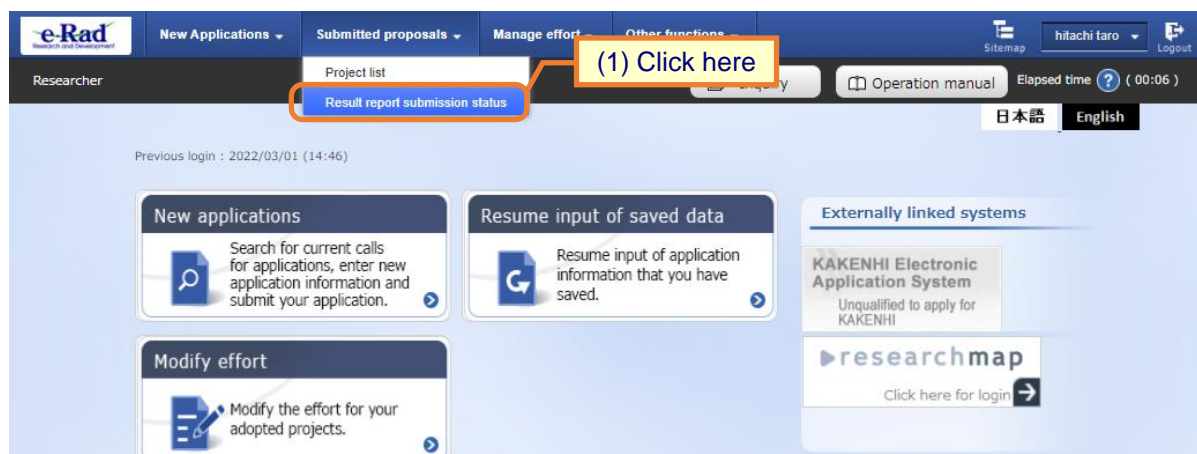 e-Rad
Research and Development
New Applications
Submitted proposals
Manage effort
Other functions
Sitemap
hitachi taro
Logout
Researcher
Project list
Result report submission status
(1) Click here
Operation manual
Elapsed time ? ( 00:06 )
日本語
English
Previous login : 2022/03/01 (14:46)
New applications
Search for current calls
for applications, enter new
application information and
submit your application.
Resume input of saved data
Resume input of application
information that you have
saved.
Externally linked systems
KAKENHI Electronic
Application System
Unqualified to apply for
KAKENHI
researchmap
Click here for login
Modify effort
Modify the effort for your
adopted projects.